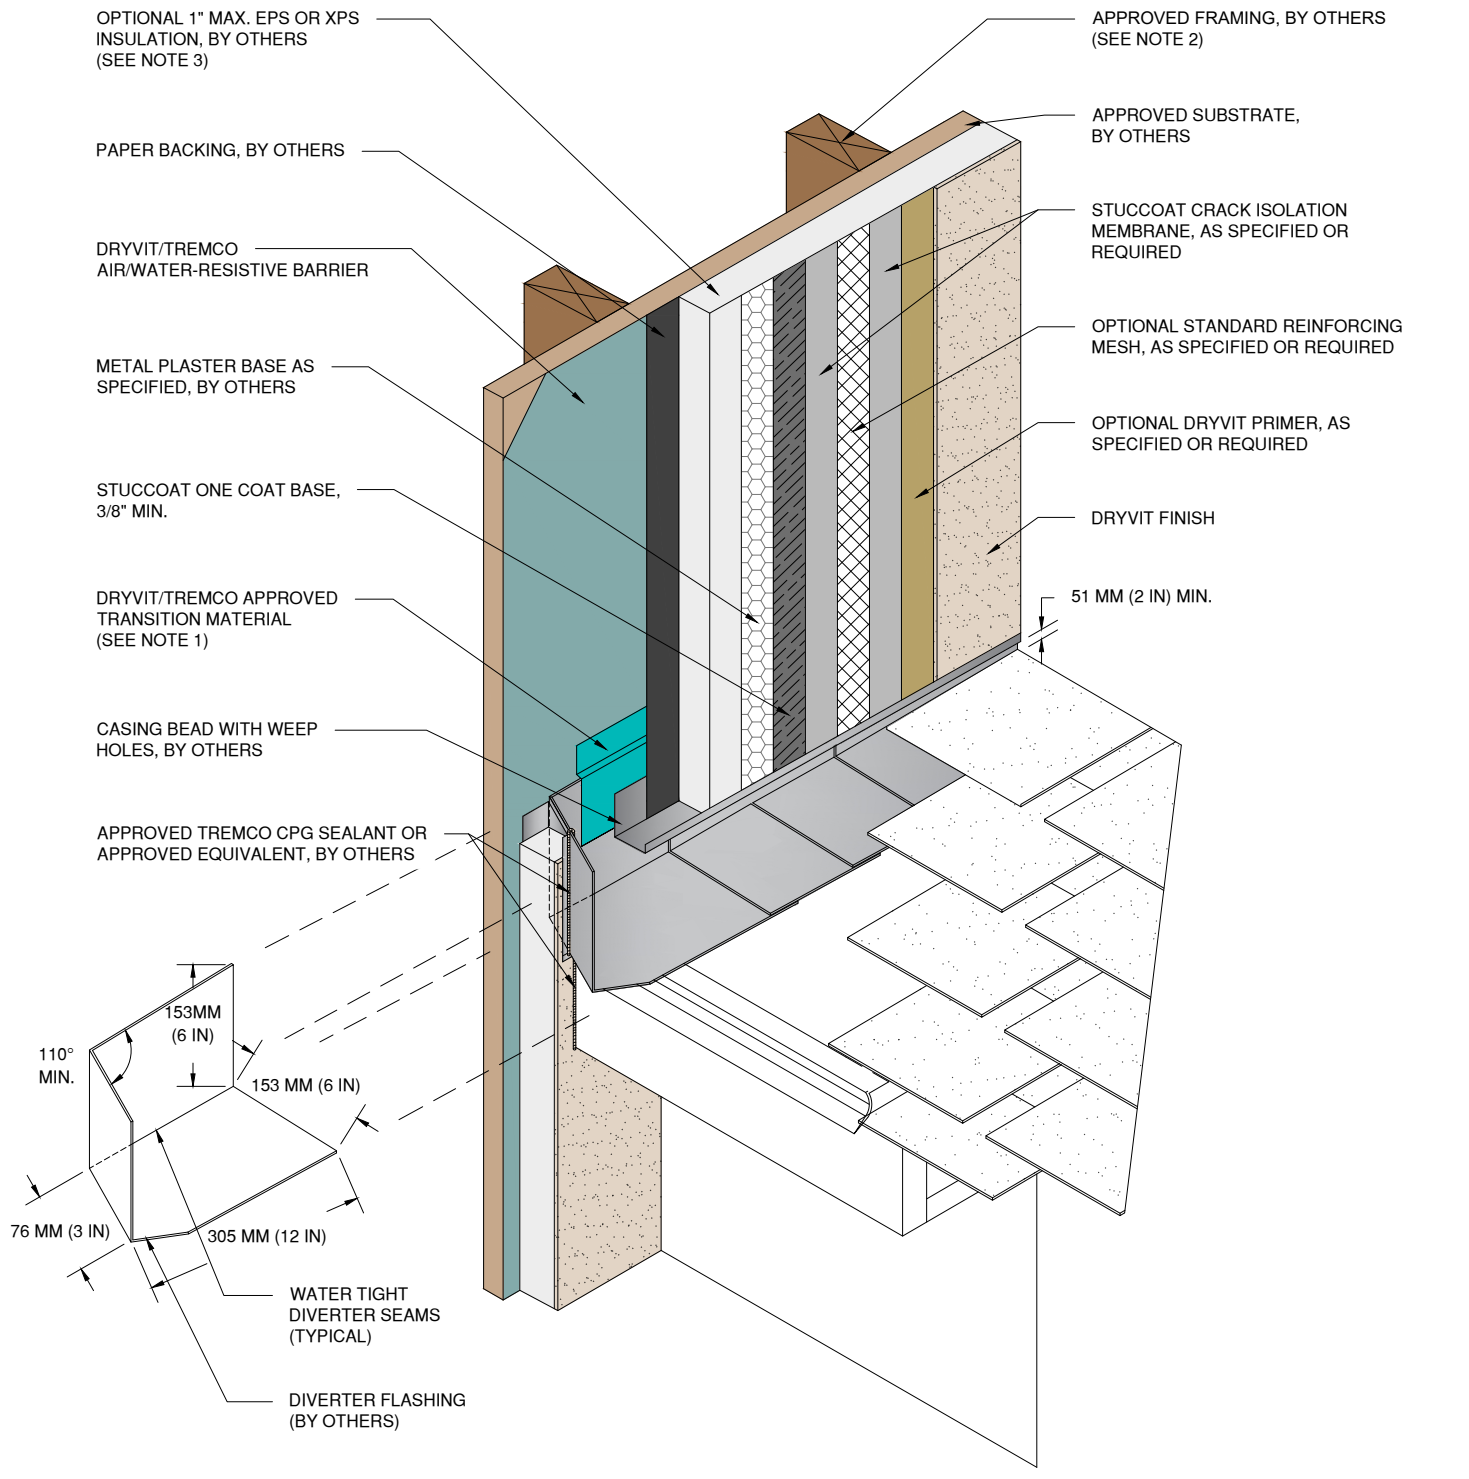 OPTIONAL 1" MAX. EPS OR XPS
INSULATION, BY OTHERS
(SEE NOTE 3)
PAPER BACKING, BY OTHERS
DRYVIT/TREMCO
AIR/WATER-RESISTIVE BARRIER
METAL PLASTER BASE AS
SPECIFIED, BY OTHERS
STUCCOAT ONE COAT BASE,
3/8" MIN.
DRYVIT/TREMCO APPROVED
TRANSITION MATERIAL
(SEE NOTE 1)
CASING BEAD WITH WEEP
HOLES, BY OTHERS
APPROVED TREMCO CPG SEALANT OR
APPROVED EQUIVALENT, BY OTHERS
APPROVED FRAMING, BY OTHERS
(SEE NOTE 2)
APPROVED SUBSTRATE,
BY OTHERS
STUCCOAT CRACK ISOLATION
MEMBRANE, AS SPECIFIED OR
REQUIRED
OPTIONAL STANDARD REINFORCING
MESH, AS SPECIFIED OR REQUIRED
OPTIONAL DRYVIT PRIMER, AS
SPECIFIED OR REQUIRED
DRYVIT FINISH
51 MM (2 IN) MIN.
153MM
(6 IN)
110°
MIN.
153 MM (6 IN)
76 MM (3 IN)
305 MM (12 IN)
WATER TIGHT
DIVERTER SEAMS
(TYPICAL)
DIVERTER FLASHING
(BY OTHERS)